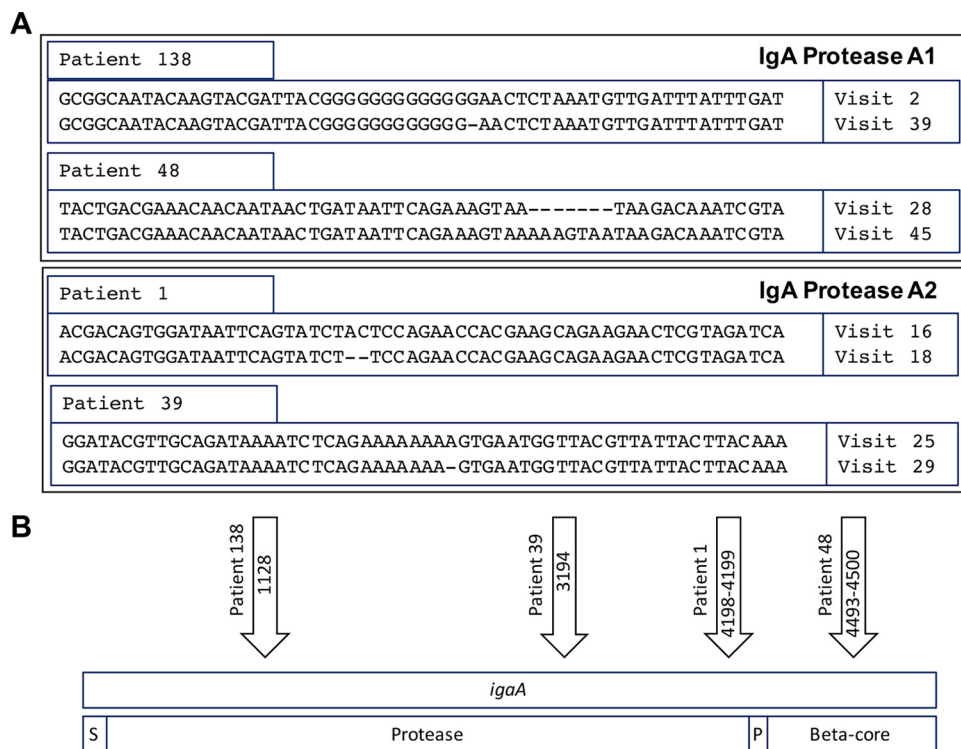 A
Patient 138
IgA Protease A1
GCGGCAATACAAGTACGATTACGGGGGGGGGGGGGAACTCTAAATGTTGATTTATTTGAT Visit 2
GCGGCAATACAAGTACGATTACGGGGGGGGGGGG-AACTCTAAATGTTGATTTATTTGAT Visit 39
Patient 48
TACTGACGAAACAACAATAACTGATAATTCAGAAAGTAA-------TAAGACAAATCGTA Visit 28
TACTGACGAAACAACAATAACTGATAATTCAGAAAGTAAAAAGTAATAAGACAAATCGTA Visit 45
Patient 1
IgA Protease A2
ACGACAGTGGATAATTCAGTATCTACTCCAGAACCACGAAGCAGAAGAACTCGTAGATCA Visit 16
ACGACAGTGGATAATTCAGTATCT--TCCAGAACCACGAAGCAGAAGAACTCGTAGATCA Visit 18
Patient 39
GGATACGTTGCAGATAAAATCTCAGAAAAAAAAGTGAATGGTTACGTTATTACTTACAAA Visit 25
GGATACGTTGCAGATAAAATCTCAGAAAAAAA-GTGAATGGTTACGTTATTACTTACAAA Visit 29
B
Patient 138
1128
Patient 39
3194
Patient 1
4198-4199
Patient 48
4493-4500
igaA
S
Protease
P
Beta-core